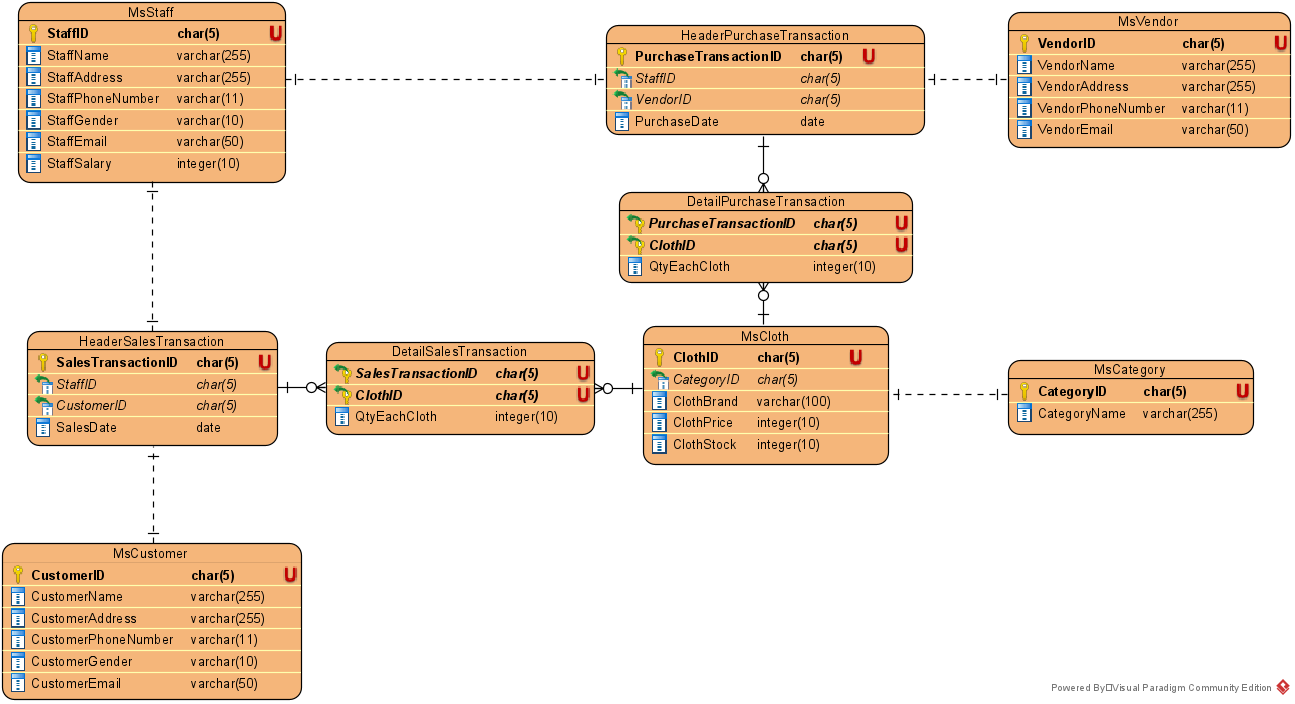 MsStaff
StaffID char(5) U
StaffName varchar(255)
StaffAddress varchar(255)
StaffPhoneNumber varchar(11)
StaffGender varchar(10)
StaffEmail varchar(50)
StaffSalary integer(10)
HeaderPurchaseTransaction
PurchaseTransactionID char(5) U
StaffID char(5)
VendorID char(5)
PurchaseDate date
MsVendor
VendorID char(5) U
VendorName varchar(255)
VendorAddress varchar(255)
VendorPhoneNumber varchar(11)
VendorEmail varchar(50)
DetailPurchaseTransaction
PurchaseTransactionID char(5) U
ClothID char(5) U
QtyEachCloth integer(10)
HeaderSalesTransaction
SalesTransactionID char(5) U
StaffID char(5)
CustomerID char(5)
SalesDate date
DetailSalesTransaction
SalesTransactionID char(5) U
ClothID char(5) U
QtyEachCloth integer(10)
MsCloth
ClothID char(5) U
CategoryID char(5)
ClothBrand varchar(100)
ClothPrice integer(10)
ClothStock integer(10)
MsCategory
CategoryID char(5) U
CategoryName varchar(255)
MsCustomer
CustomerID char(5) U
CustomerName varchar(255)
CustomerAddress varchar(255)
CustomerPhoneNumber varchar(11)
CustomerGender varchar(10)
CustomerEmail varchar(50)
Powered By Visual Paradigm Community Edition